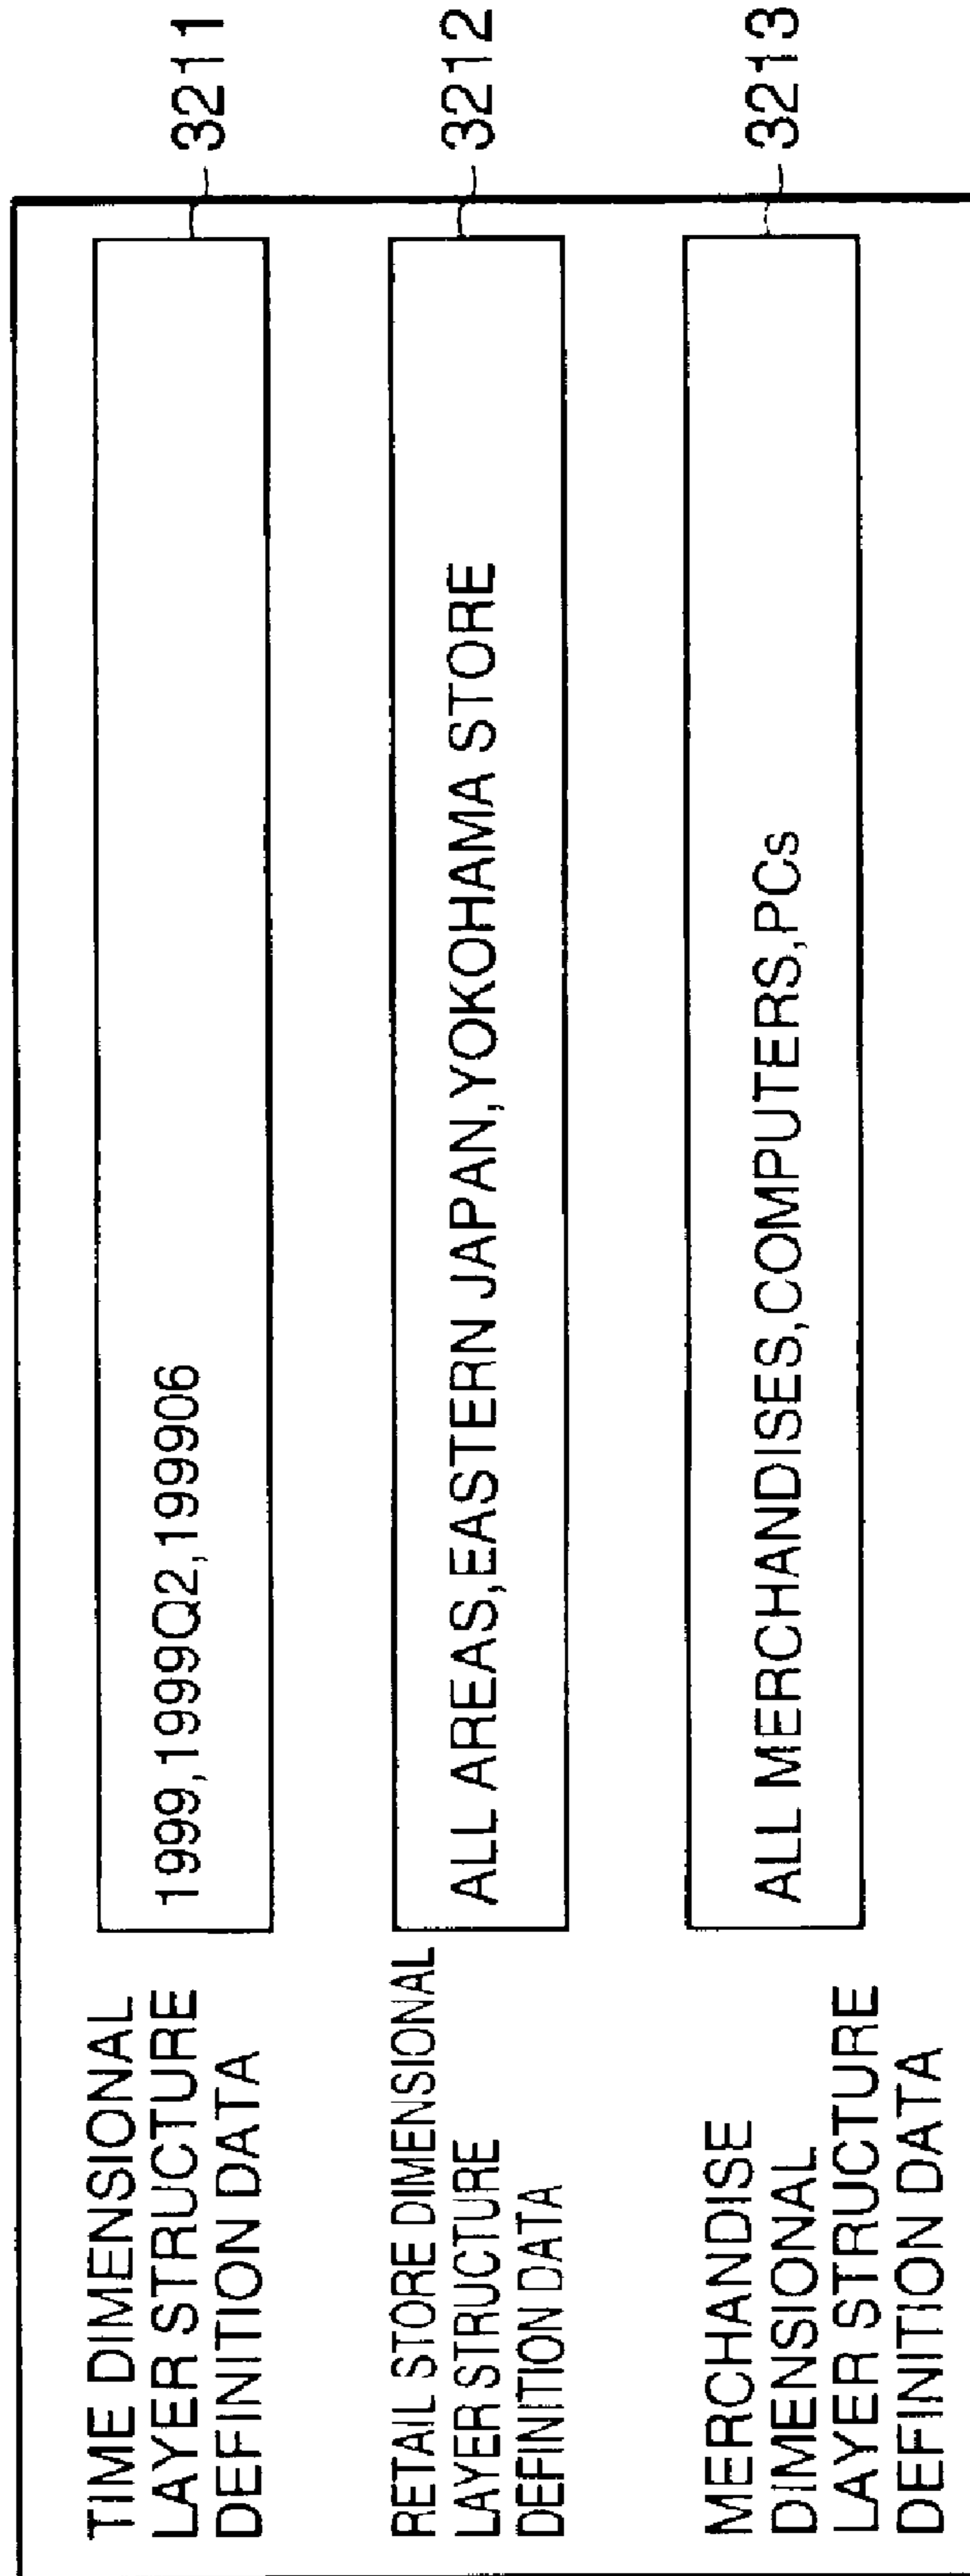 TIME DIMENSIONAL
LAYER STRUCTURE
DEFINITION DATA
1999,1999Q2,199906
3211
RETAIL STORE DIMENSIONAL
LAYER STRUCTURE
DEFINITION DATA
ALL AREAS,EASTERN JAPAN,YOKOHAMA STORE
3212
MERCHANDISE
DIMENSIONAL
LAYER STRUCTURE
DEFINITION DATA
ALL MERCHANDISES,COMPUTERS,PCs
3213